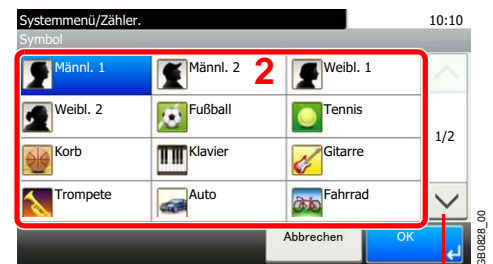 Systemmenü/Zähler. 10:10
Symbol
Männl. 1 Männl. 2 2 Weibl. 1
Weibl. 2 Fußball Tennis
1/2
Korb Klavier Gitarre
Trompete Auto Fahrrad
Abbrechen OK
GB0828_00